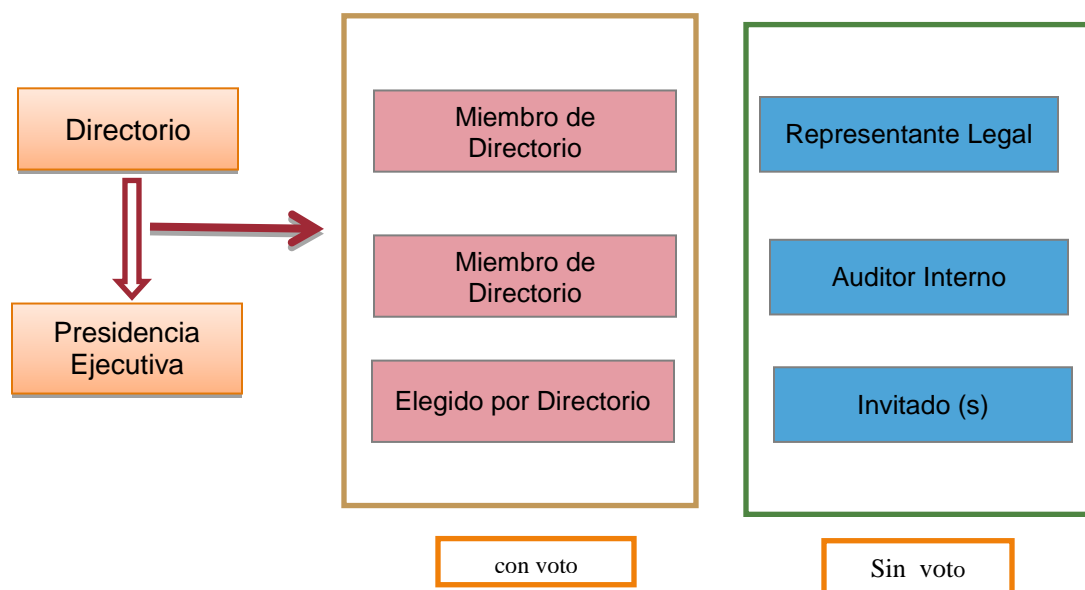 Directorio
Presidencia
Ejecutiva
Miembro de
Directorio
Miembro de
Directorio
Elegido por Directorio
con voto
Representante Legal
Auditor Interno
Invitado (s)
Sin voto